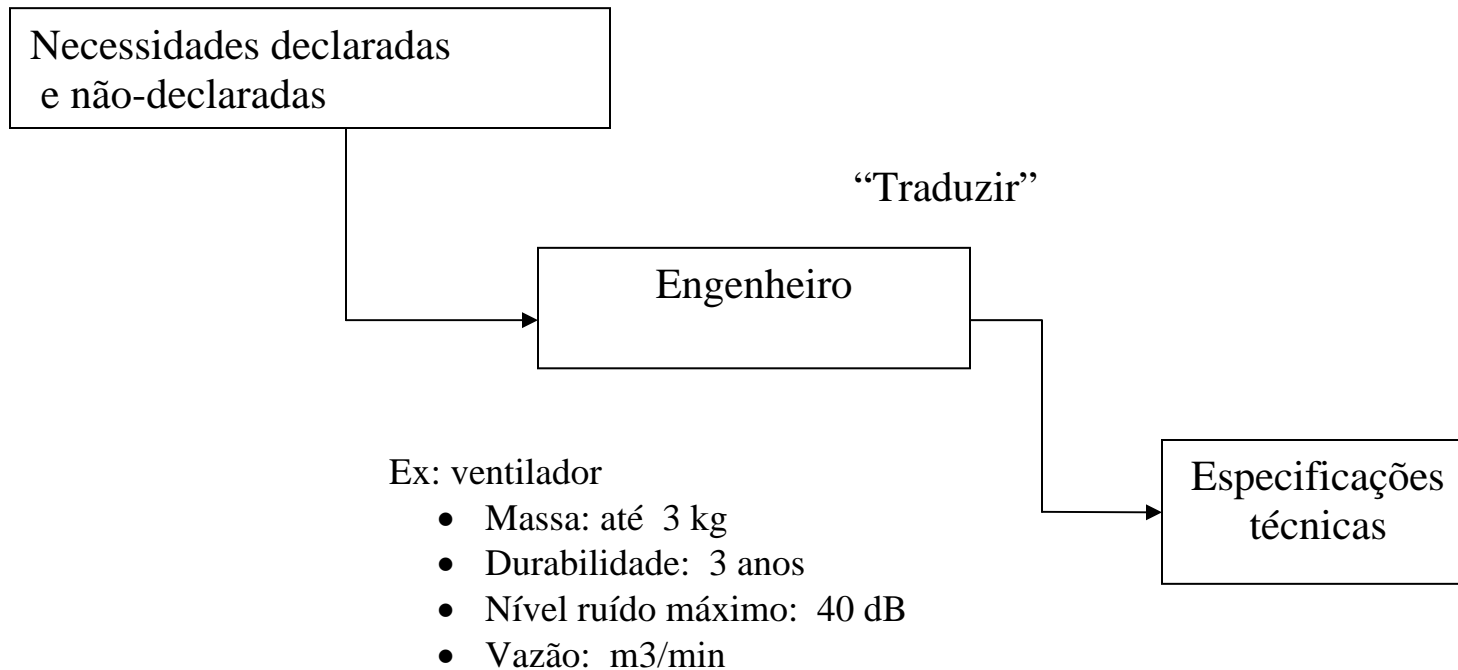 Necessidades declaradas
e não-declaradas
“Traduzir”
Engenheiro
Especificações
técnicas
Ex: ventilador
• Massa: até 3 kg
• Durabilidade: 3 anos
• Nível ruído máximo: 40 dB
• Vazão: m3/min